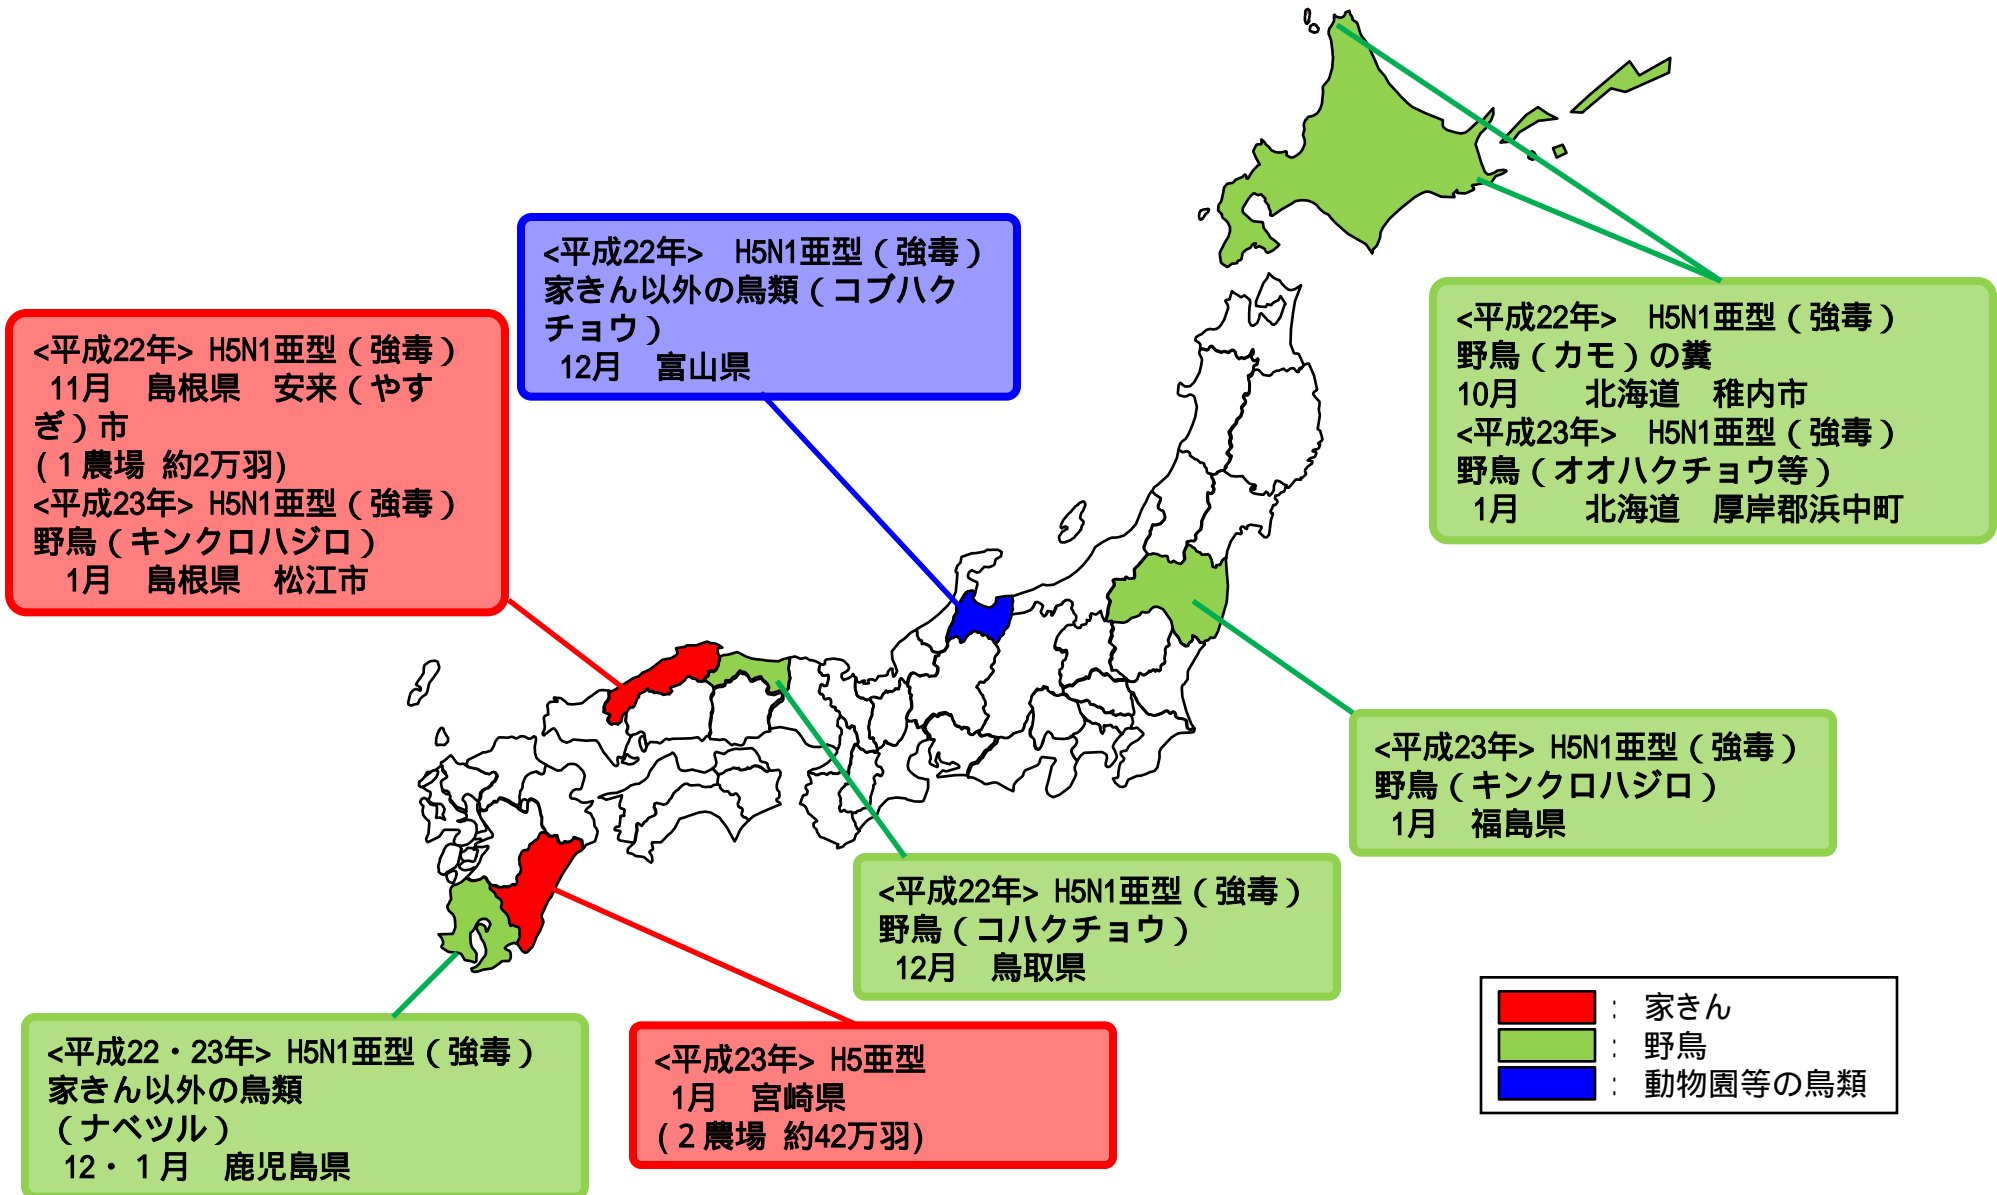 <平成22年>　H5N1亜型（強毒）
家きん以外の鳥類（コブハク
チョウ）
12月　富山県
<平成22年> H5N1亜型（強毒）
11月　島根県　安来（やす
ぎ）市
(１農場 約2万羽)
<平成23年> H5N1亜型（強毒）
野鳥（キンクロハジロ）
1月　島根県　松江市
<平成22年>　H5N1亜型（強毒）
野鳥（カモ）の糞
10月　　北海道　稚内市
<平成23年>　H5N1亜型（強毒）
野鳥（オオハクチョウ等）
1月　　北海道　厚岸郡浜中町
<平成23年> H5N1亜型（強毒）
野鳥（キンクロハジロ）
1月　福島県
<平成22年> H5N1亜型（強毒）
野鳥（コハクチョウ）
12月　鳥取県
<平成22・23年> H5N1亜型（強毒）
家きん以外の鳥類
（ナベツル）
12・１月　鹿児島県
<平成23年> H5亜型
1月　宮崎県
(２農場 約42万羽)
：　家きん
：　野鳥
：　動物園等の鳥類